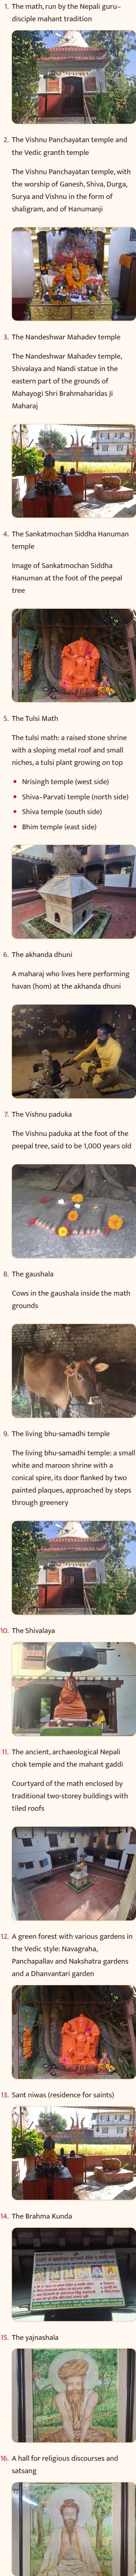 1. The math, run by the Nepali guru–
disciple mahant tradition
2. The Vishnu Panchayatan temple and
the Vedic granth temple
The Vishnu Panchayatan temple, with
the worship of Ganesh, Shiva, Durga,
Surya and Vishnu in the form of
shaligram, and of Hanumanji
3. The Nandeshwar Mahadev temple
The Nandeshwar Mahadev temple,
Shivalaya and Nandi statue in the
eastern part of the grounds of
Mahayogi Shri Brahmaharidas Ji
Maharaj
4. The Sankatmochan Siddha Hanuman
temple
Image of Sankatmochan Siddha
Hanuman at the foot of the peepal
tree
5. The Tulsi Math
The tulsi math: a raised stone shrine
with a sloping metal roof and small
niches, a tulsi plant growing on top
• Nrisingh temple (west side)
• Shiva–Parvati temple (north side)
• Shiva temple (south side)
• Bhim temple (east side)
6. The akhanda dhuni
A maharaj who lives here performing
havan (hom) at the akhanda dhuni
7. The Vishnu paduka
The Vishnu paduka at the foot of the
peepal tree, said to be 1,000 years old
8. The gaushala
Cows in the gaushala inside the math
grounds
9. The living bhu-samadhi temple
The living bhu-samadhi temple: a small
white and maroon shrine with a
conical spire, its door flanked by two
painted plaques, approached by steps
through greenery
10. The Shivalaya
11. The ancient, archaeological Nepali
chok temple and the mahant gaddi
Courtyard of the math enclosed by
traditional two-storey buildings with
tiled roofs
12. A green forest with various gardens in
the Vedic style: Navagraha,
Panchapallav and Nakshatra gardens
and a Dhanvantari garden
13. Sant niwas (residence for saints)
14. The Brahma Kunda
15. The yajnashala
16. A hall for religious discourses and
satsang